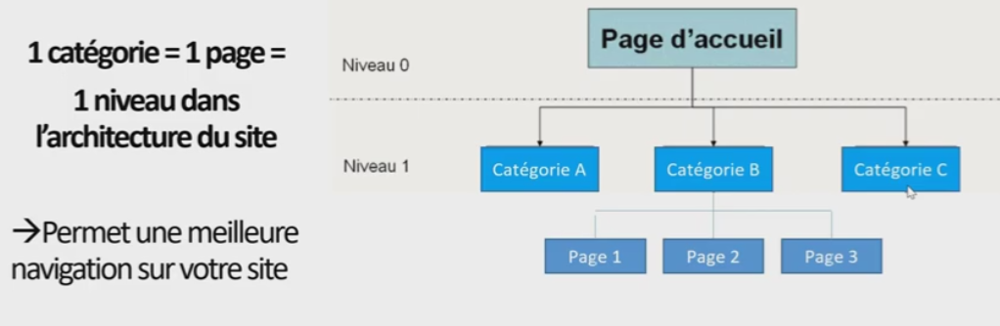 1 catégorie = 1 page =
1 niveau dans
l'architecture du site
→Permet une meilleure
navigation sur votre site
Page d'accueil
Niveau 0
Niveau 1
Catégorie A
Catégorie B
Catégorie C
Page 1
Page 2
Page 3